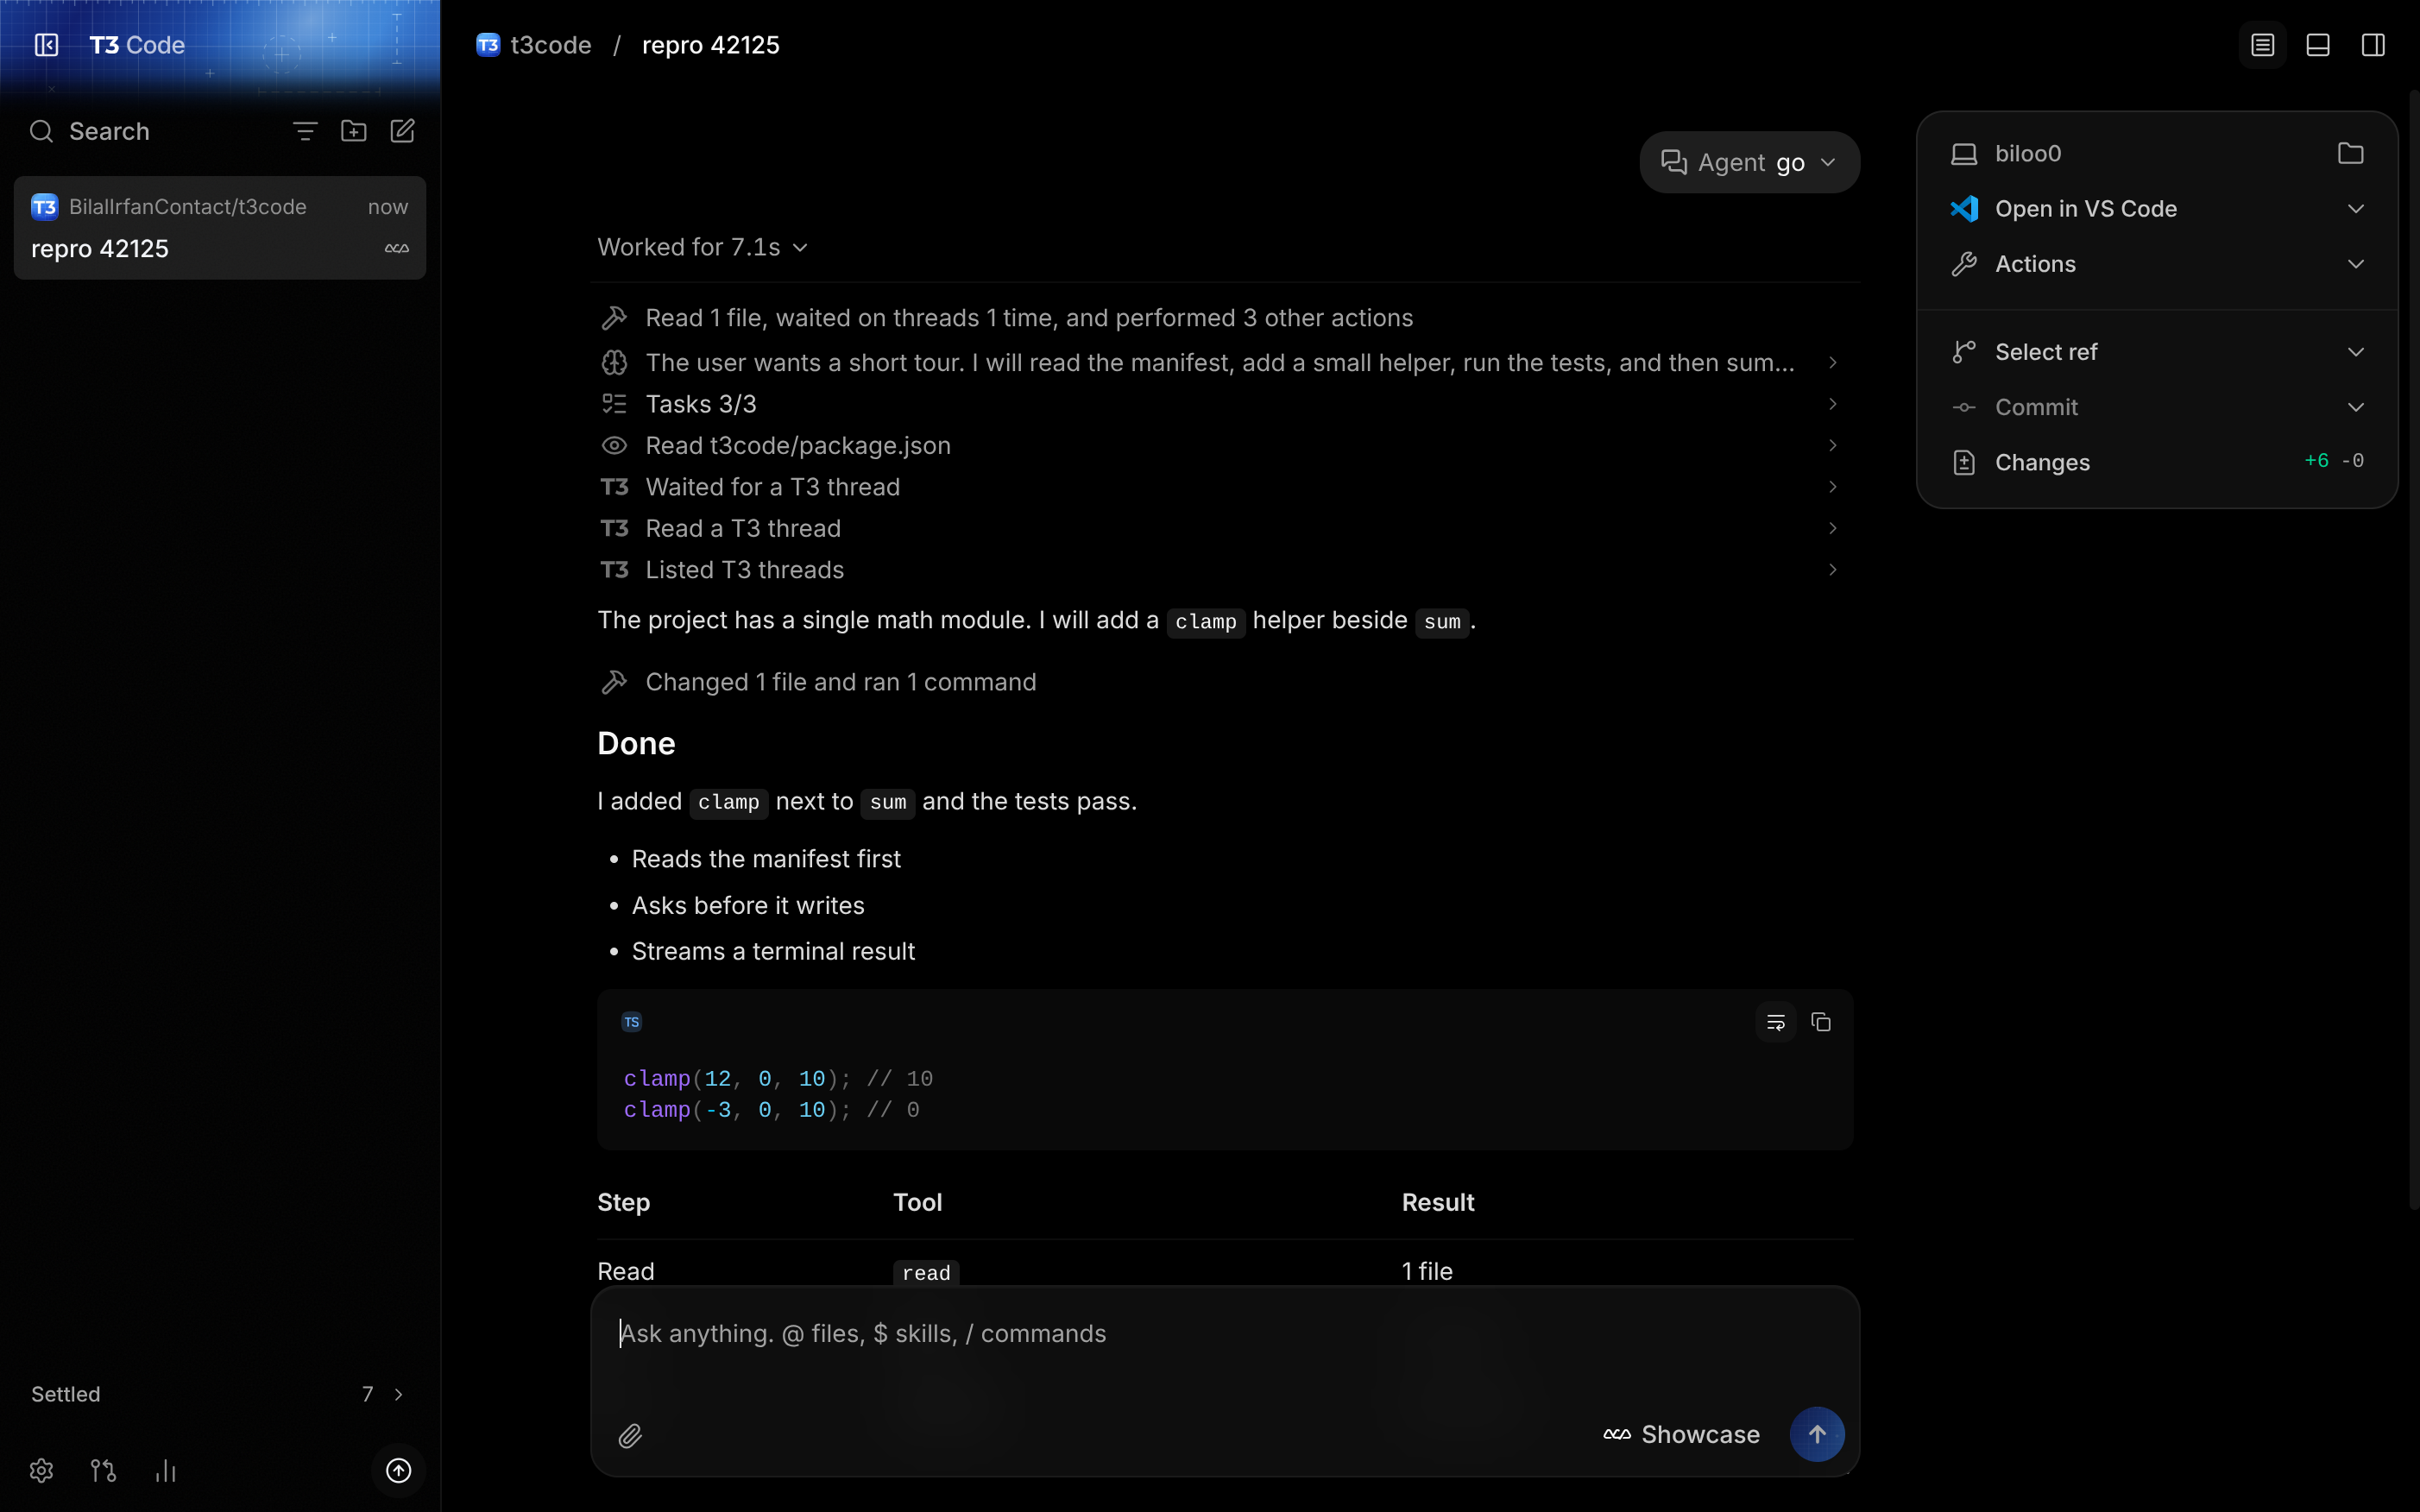 T3 Code
Search
T3 BilalIrfanContact/t3code now
repro 42125
Settled 7
T3 t3code / repro 42125
Agent go
Worked for 7.1s
Read 1 file, waited on threads 1 time, and performed 3 other actions
The user wants a short tour. I will read the manifest, add a small helper, run the tests, and then sum...
Tasks 3/3
Read t3code/package.json
T3 Waited for a T3 thread
T3 Read a T3 thread
T3 Listed T3 threads
The project has a single math module. I will add a clamp helper beside sum.
Changed 1 file and ran 1 command
Done
I added clamp next to sum and the tests pass.
• Reads the manifest first
• Asks before it writes
• Streams a terminal result
TS
clamp(12, 0, 10); // 10
clamp(-3, 0, 10); // 0
Step Tool Result
Read read 1 file
Ask anything. @ files, $ skills, / commands
Showcase
biloo0
Open in VS Code
Actions
Select ref
Commit
Changes +6 -0